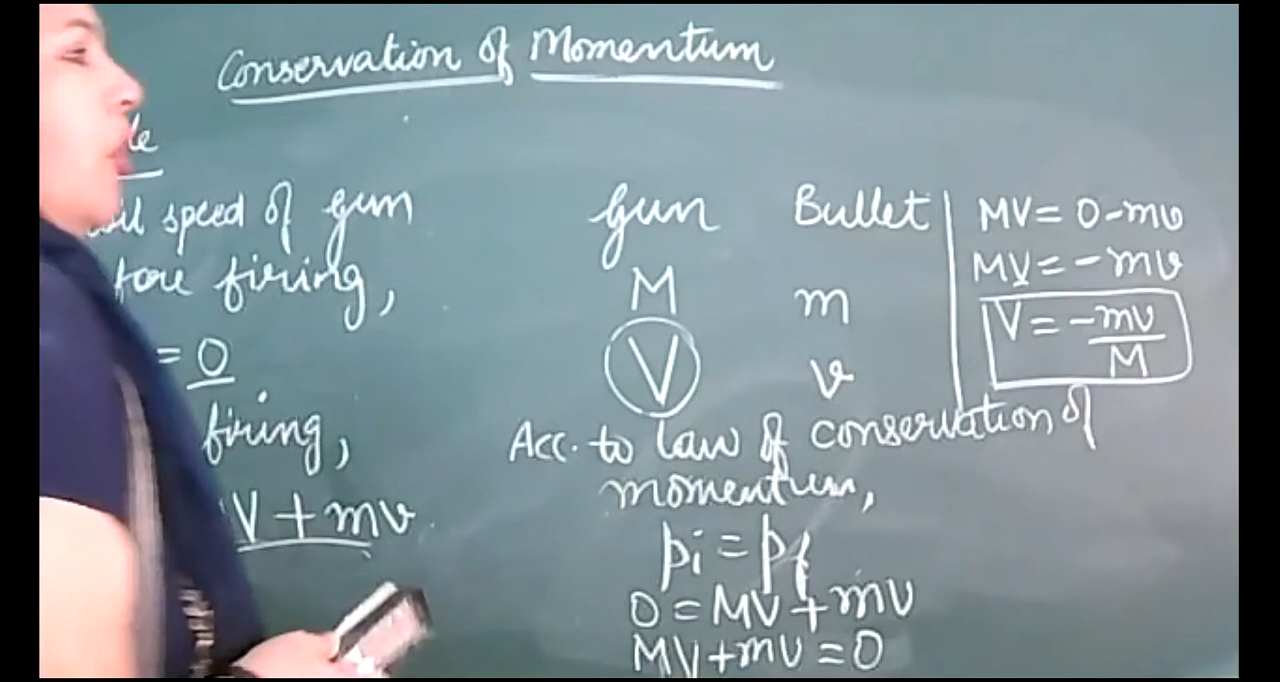 Conservation of Momentum
speed of gun
firing,
= 0
firing,
V + mv
Gun Bullet
M m
V v
Acc. to law of conservation of
momentum,
pi = pf
0 = MV + mv
MV + mv = 0
MV = 0 - mv
MV = - mv
V = - mv
M